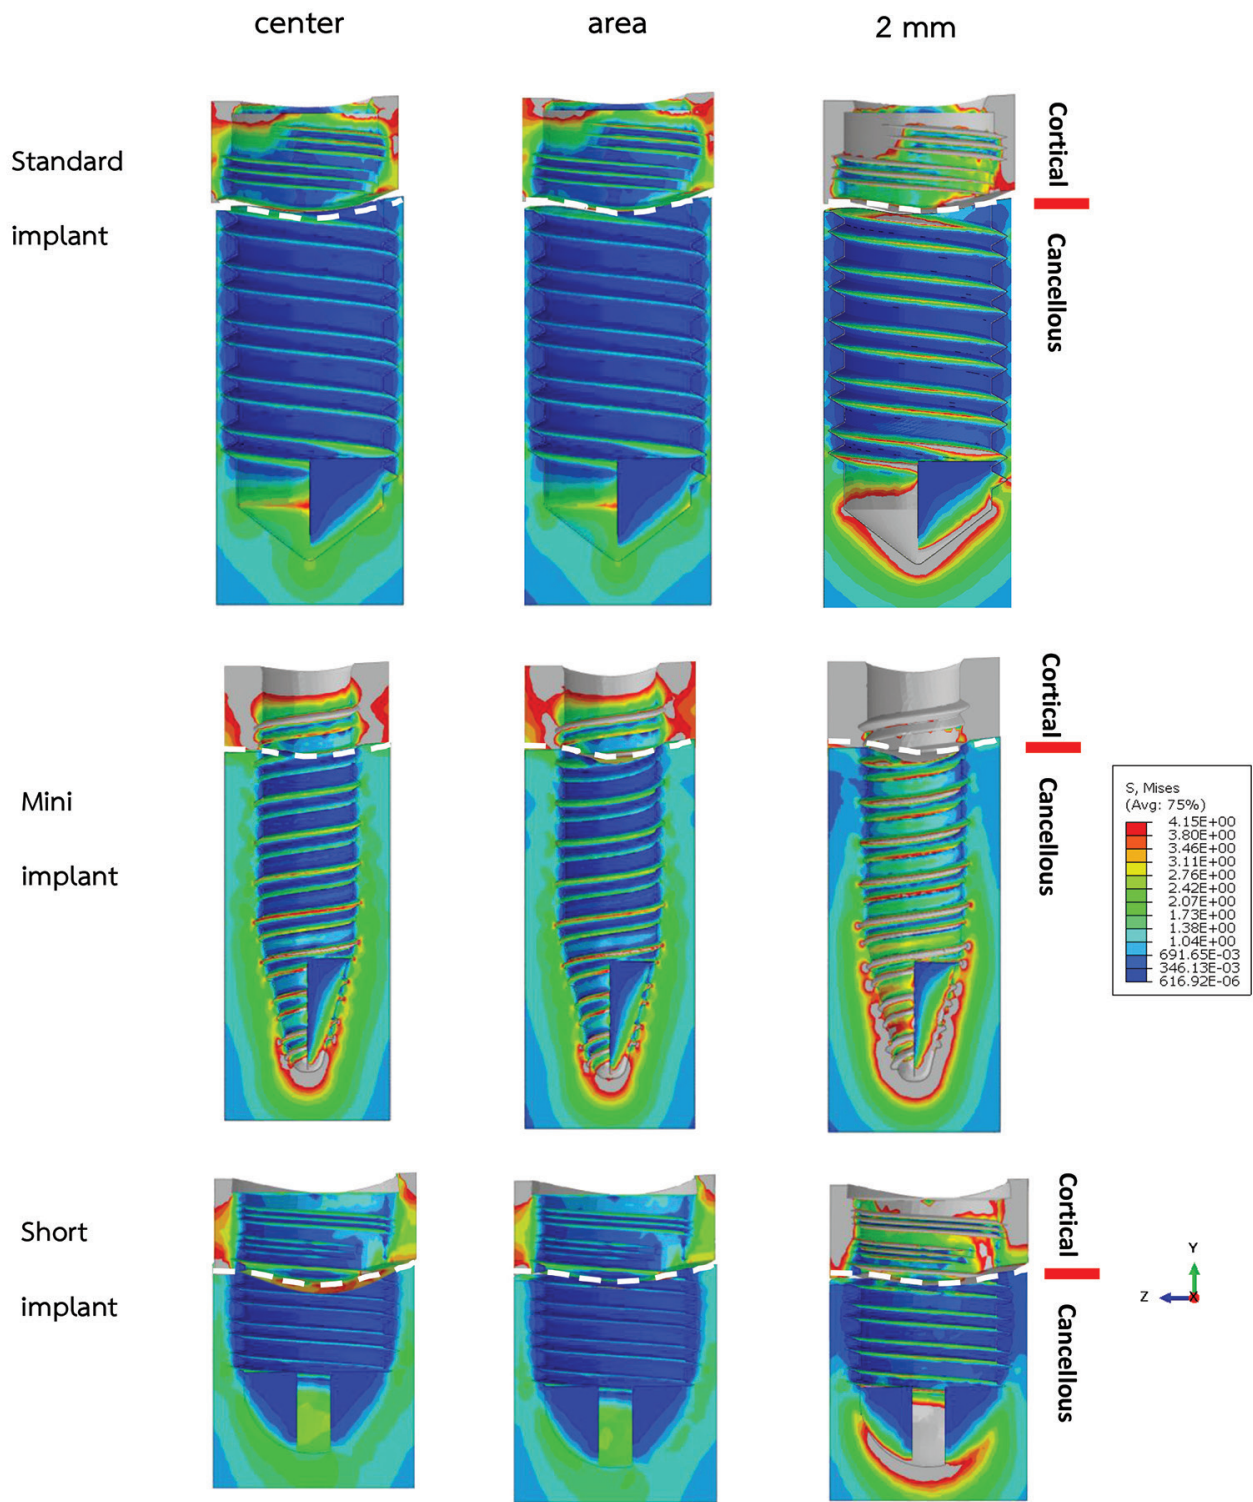 center area 2 mm
Standard
implant
Cortical
Cancellous
Mini
implant
Cortical
Cancellous
S, Mises
(Avg: 75%)
4.15E+00
3.80E+00
3.46E+00
3.11E+00
2.76E+00
2.42E+00
2.07E+00
1.73E+00
1.38E+00
1.04E+00
691.65E-03
346.13E-03
616.92E-06
Short
implant
Cortical
Cancellous
Y
Z
X